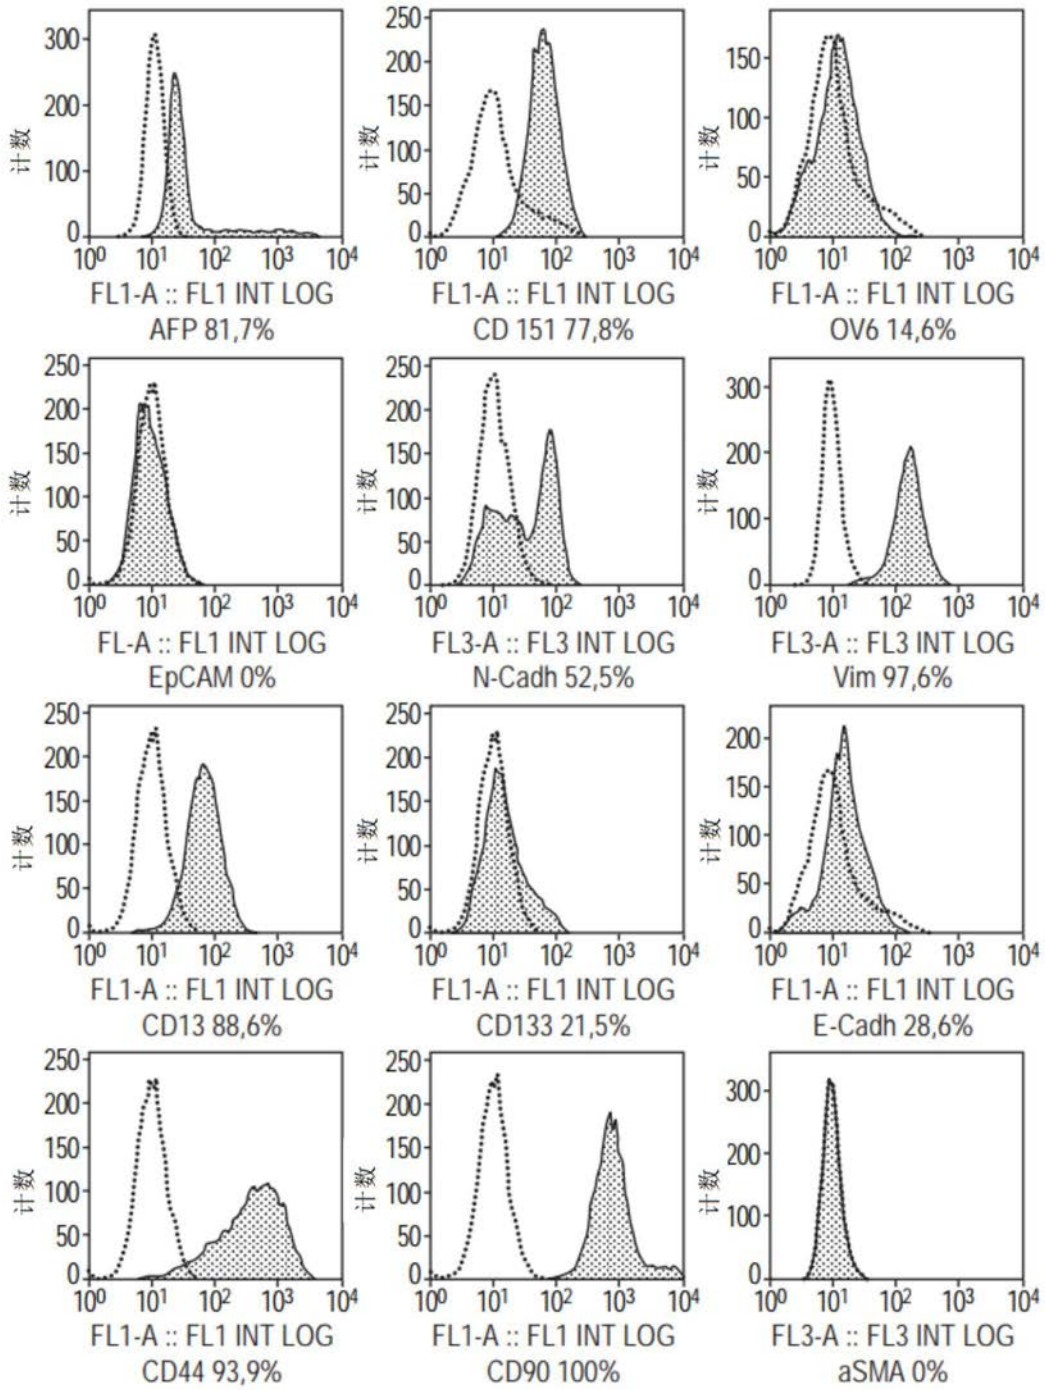 计数 300 200 100 0
10⁰ 10¹ 10² 10³ 10⁴
FL1-A :: FL1 INT LOG
AFP 81,7%
计数 250 200 150 100 50 0
10⁰ 10¹ 10² 10³ 10⁴
FL1-A :: FL1 INT LOG
CD 151 77,8%
计数 150 100 50 0
10⁰ 10¹ 10² 10³ 10⁴
FL1-A :: FL1 INT LOG
OV6 14,6%
计数 250 200 150 100 50 0
10⁰ 10¹ 10² 10³ 10⁴
FL-A :: FL1 INT LOG
EpCAM 0%
计数 250 200 150 100 50 0
10⁰ 10¹ 10² 10³ 10⁴
FL3-A :: FL3 INT LOG
N-Cadh 52,5%
计数 300 200 100 0
10⁰ 10¹ 10² 10³ 10⁴
FL3-A :: FL3 INT LOG
Vim 97,6%
计数 250 200 150 100 50 0
10⁰ 10¹ 10² 10³ 10⁴
FL1-A :: FL1 INT LOG
CD13 88,6%
计数 250 200 150 100 50 0
10⁰ 10¹ 10² 10³ 10⁴
FL1-A :: FL1 INT LOG
CD133 21,5%
计数 200 150 100 50 0
10⁰ 10¹ 10² 10³ 10⁴
FL1-A :: FL1 INT LOG
E-Cadh 28,6%
计数 250 200 150 100 50 0
10⁰ 10¹ 10² 10³ 10⁴
FL1-A :: FL1 INT LOG
CD44 93,9%
计数 250 200 150 100 50 0
10⁰ 10¹ 10² 10³ 10⁴
FL1-A :: FL1 INT LOG
CD90 100%
计数 300 200 100 0
10⁰ 10¹ 10² 10³ 10⁴
FL3-A :: FL3 INT LOG
aSMA 0%